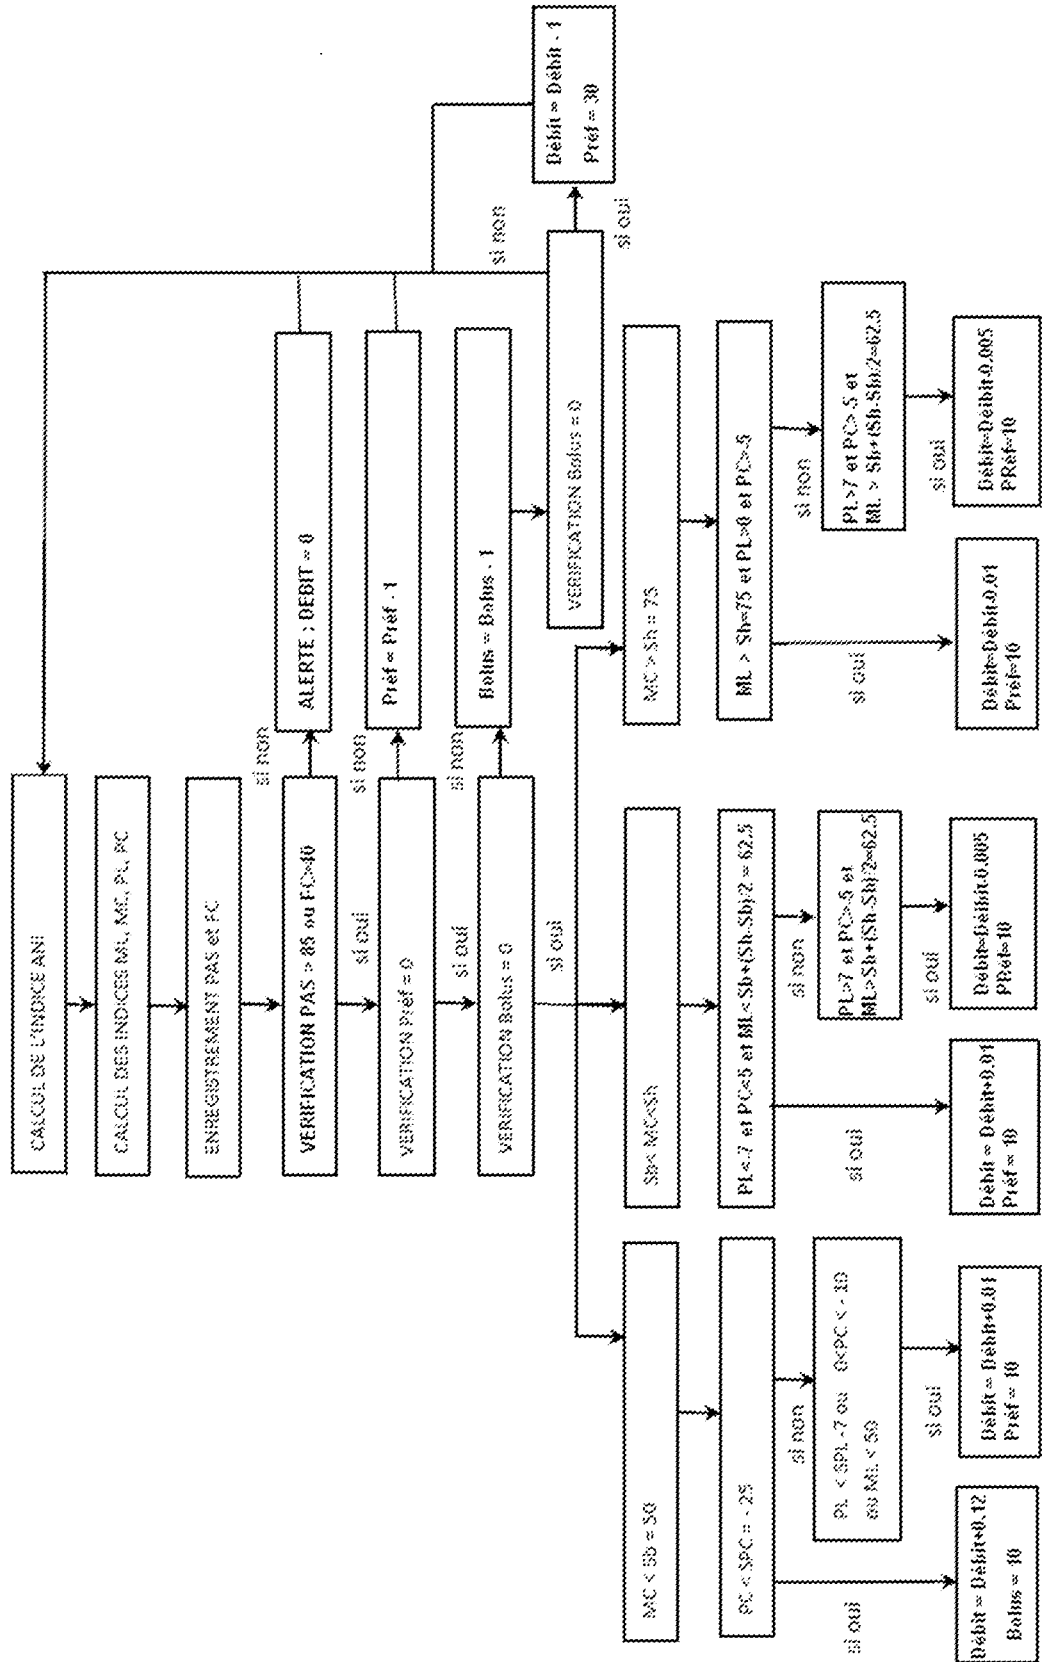 CALCUL DE L'INDICE ANI
CALCUL DES INDICES ML, MC, PL, PC
ENREGISTREMENT PAS et FC
VERIFICATION PAS > 85 ou FC>40
si non
ALERTE : DEBIT = 0
si oui
VERIFICATION Préf = 0
si non
Préf = Préf - 1
si oui
VERIFICATION Bolus = 0
si non
Bolus = Bolus - 1
si oui
VERIFICATION Bolus = 0
si non
si oui
Débit = Débit - 1
Préf = 30
MC < Sb = 50
PC < SPC = - 25
si oui
Débit = Débit+0.12
Bolus = 10
si non
PL < SPL -7 ou 0<PC < - 10
ou ML < 50
si oui
Débit = Débit+0.01
Préf = 10
Sb< MC<Sh
PL<-7 et PC<5 et ML< Sb+(Sh-Sb)/2 = 62.5
si oui
Débit = Débit+0.01
Préf = 10
si non
PL>7 et PC>-5 et
ML>Sb+(Sh-Sb)/2=62.5
si oui
Débit=Déibit-0.005
PRéf=10
MC > Sh = 75
ML > Sh=75 et PL>0 et PC>-5
si oui
Débit=Débit-0.01
Préf=10
si non
PL>7 et PC>-5 et
ML > Sb+(Sh-Sb)/2=62.5
si oui
Débit=Déibit-0.005
PRéf=10